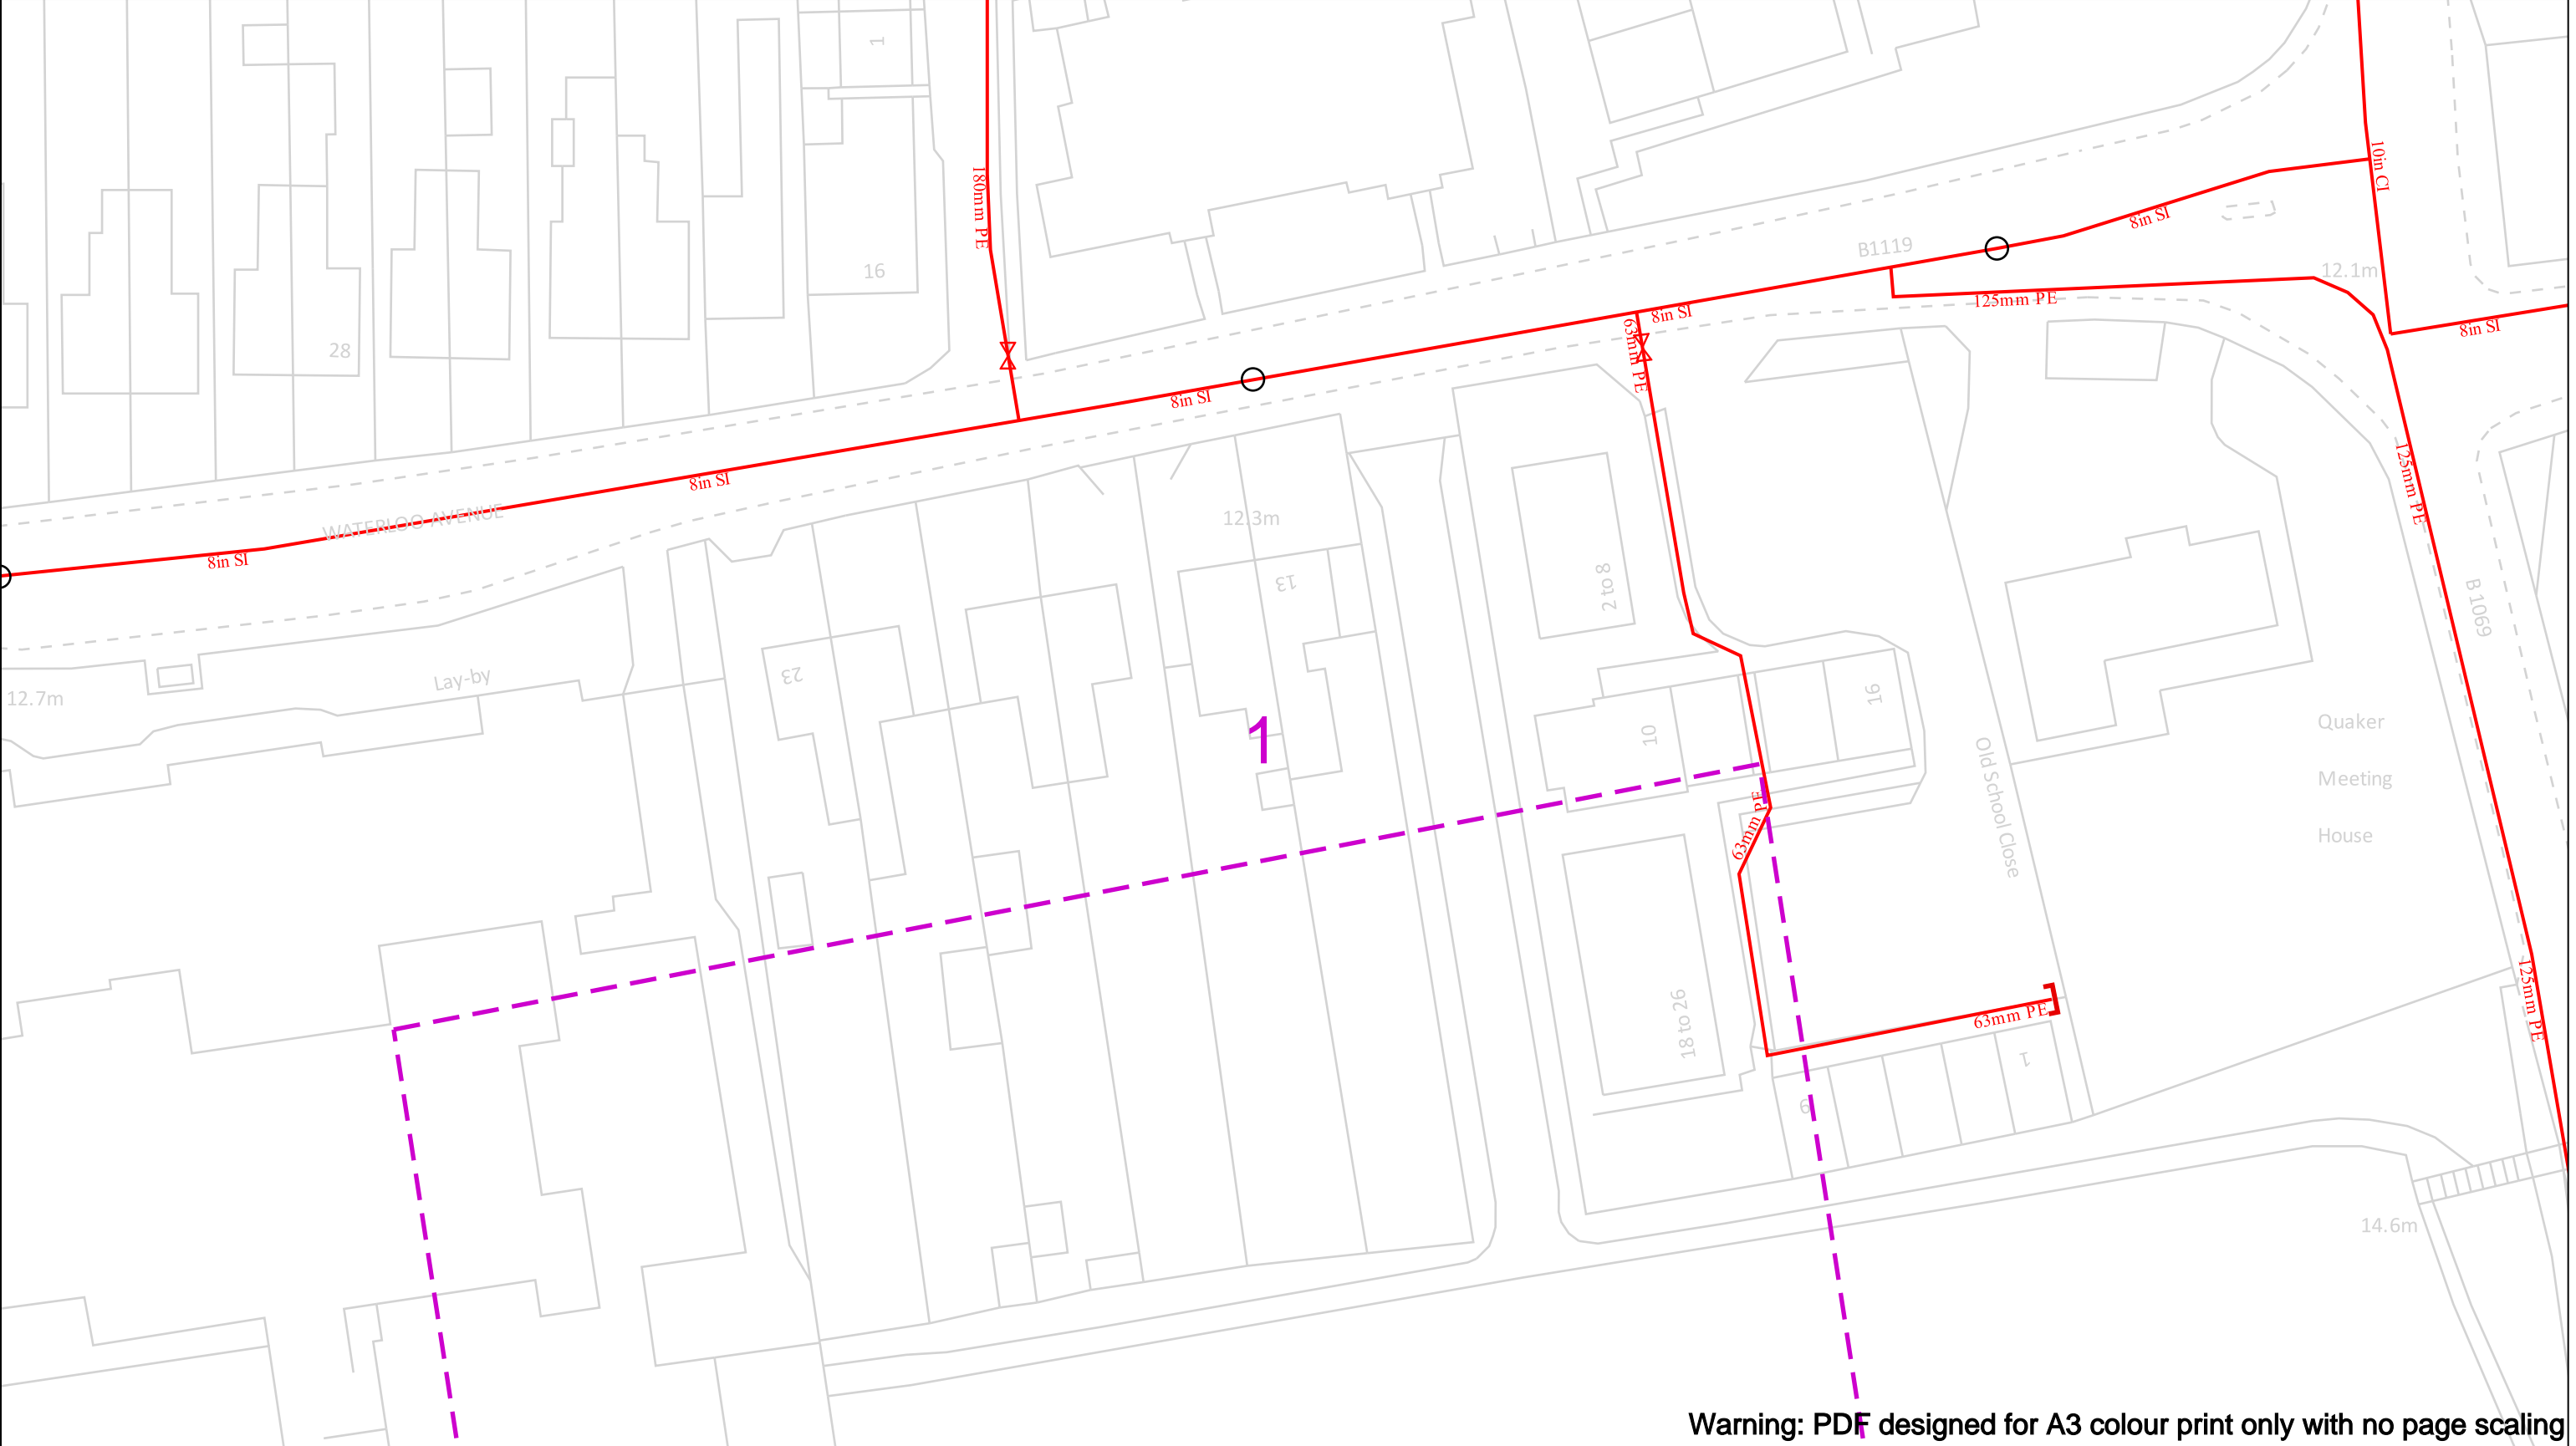 1
180mm PE
10in CI
8in SI
B1119
16
12.1m
125mm PE
8in SI
63mm PE
8in SI
28
8in SI
8in SI
125mm PE
WATERLOO AVENUE
12.3m
8in SI
13
2 to 8
B 1069
23
Lay-by
12.7m
16
10
1
Quaker
Meeting
House
Old School Close
63mm PE
125mm PE
63mm PE
18 to 26
1
9
14.6m
Warning: PDF designed for A3 colour print only with no page scaling